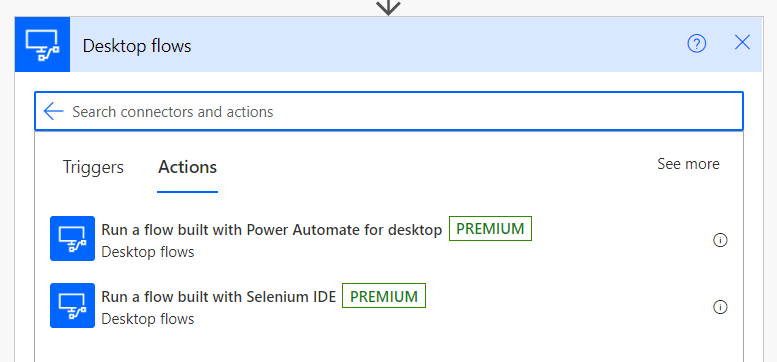 Desktop flows
Search connectors and actions
Triggers Actions See more
Run a flow built with Power Automate for desktop PREMIUM
Desktop flows
Run a flow built with Selenium IDE PREMIUM
Desktop flows